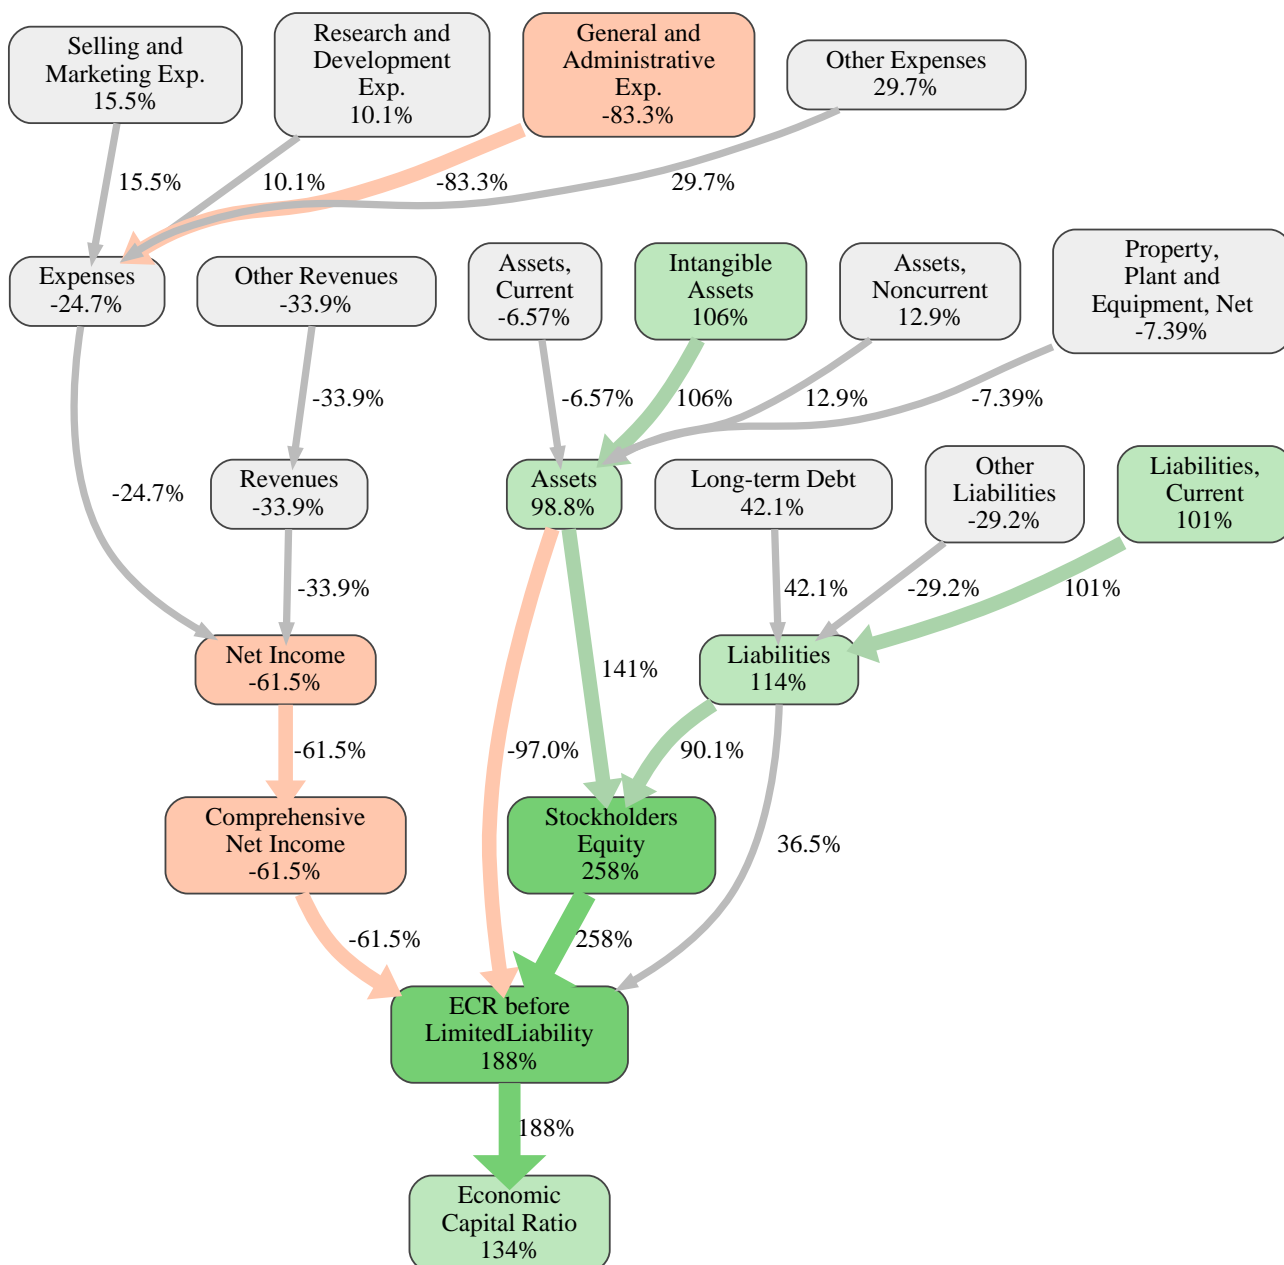 Selling and
Marketing Exp.
15.5%
Research and
Development
Exp.
10.1%
General and
Administrative
Exp.
-83.3%
Other Expenses
29.7%
15.5%
10.1%
-83.3%
29.7%
Expenses
-24.7%
Other Revenues
-33.9%
Assets,
Current
-6.57%
Intangible
Assets
106%
Assets,
Noncurrent
12.9%
Property,
Plant and
Equipment, Net
-7.39%
-33.9%
-6.57%
106%
12.9%
-7.39%
-24.7%
Revenues
-33.9%
Assets
98.8%
Long-term Debt
42.1%
Other
Liabilities
-29.2%
Liabilities,
Current
101%
-33.9%
42.1%
-29.2%
101%
Net Income
-61.5%
141%
Liabilities
114%
-61.5%
-97.0%
90.1%
Comprehensive
Net Income
-61.5%
Stockholders
Equity
258%
36.5%
-61.5%
258%
ECR before
LimitedLiability
188%
188%
Economic
Capital Ratio
134%